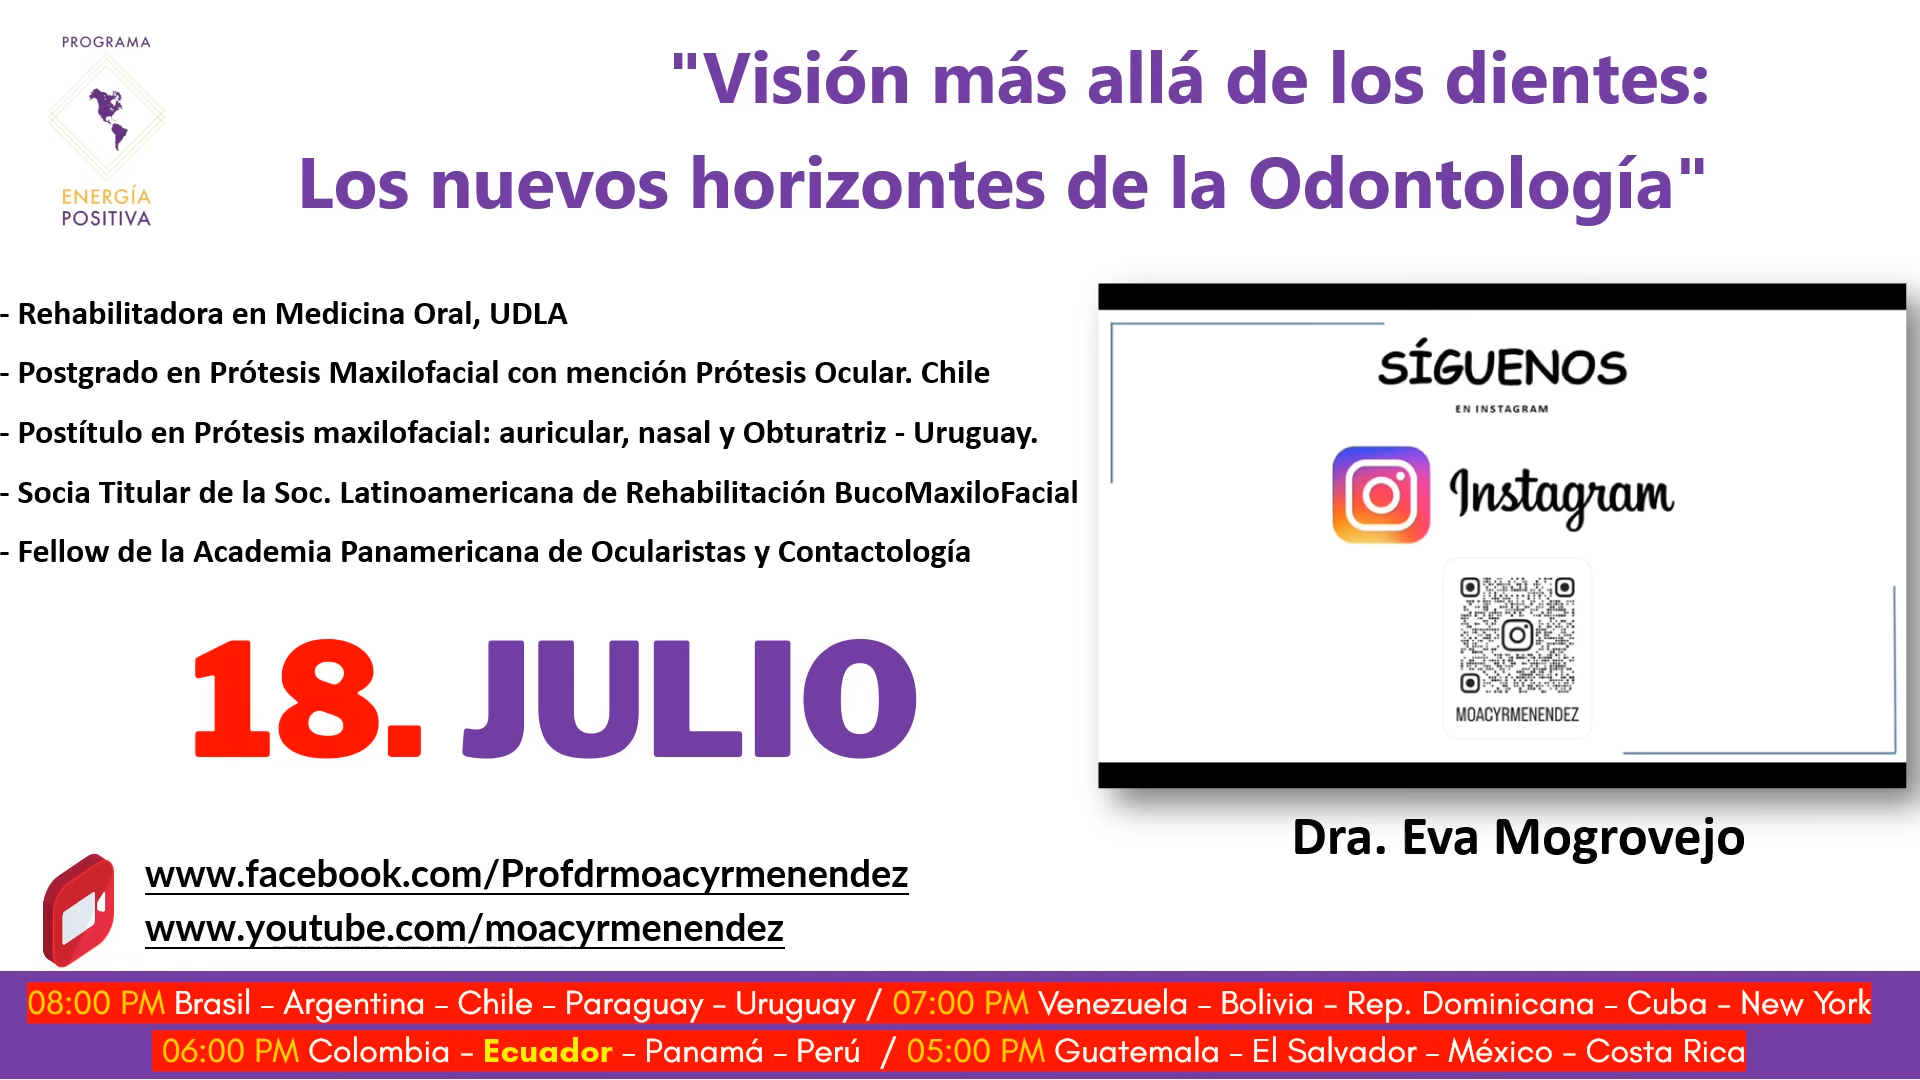 PROGRAMA
ENERGÍA
POSITIVA
"Visión más allá de los dientes:
Los nuevos horizontes de la Odontología"
- Rehabilitadora en Medicina Oral, UDLA
- Postgrado en Prótesis Maxilofacial con mención Prótesis Ocular. Chile
- Postítulo en Prótesis maxilofacial: auricular, nasal y Obturatriz - Uruguay.
- Socia Titular de la Soc. Latinoamericana de Rehabilitación BucoMaxiloFacial
- Fellow de la Academia Panamericana de Ocularistas y Contactología
18. JULIO
SÍGUENOS
EN INSTAGRAM
Instagram
MOACYRMENENDEZ
Dra. Eva Mogrovejo
www.facebook.com/Profdrmoacyrmenendez
www.youtube.com/moacyrmenendez
08:00 PM Brasil - Argentina - Chile - Paraguay - Uruguay / 07:00 PM Venezuela - Bolivia - Rep. Dominicana - Cuba - New York
06:00 PM Colombia - Ecuador - Panamá - Perú / 05:00 PM Guatemala - El Salvador - México - Costa Rica